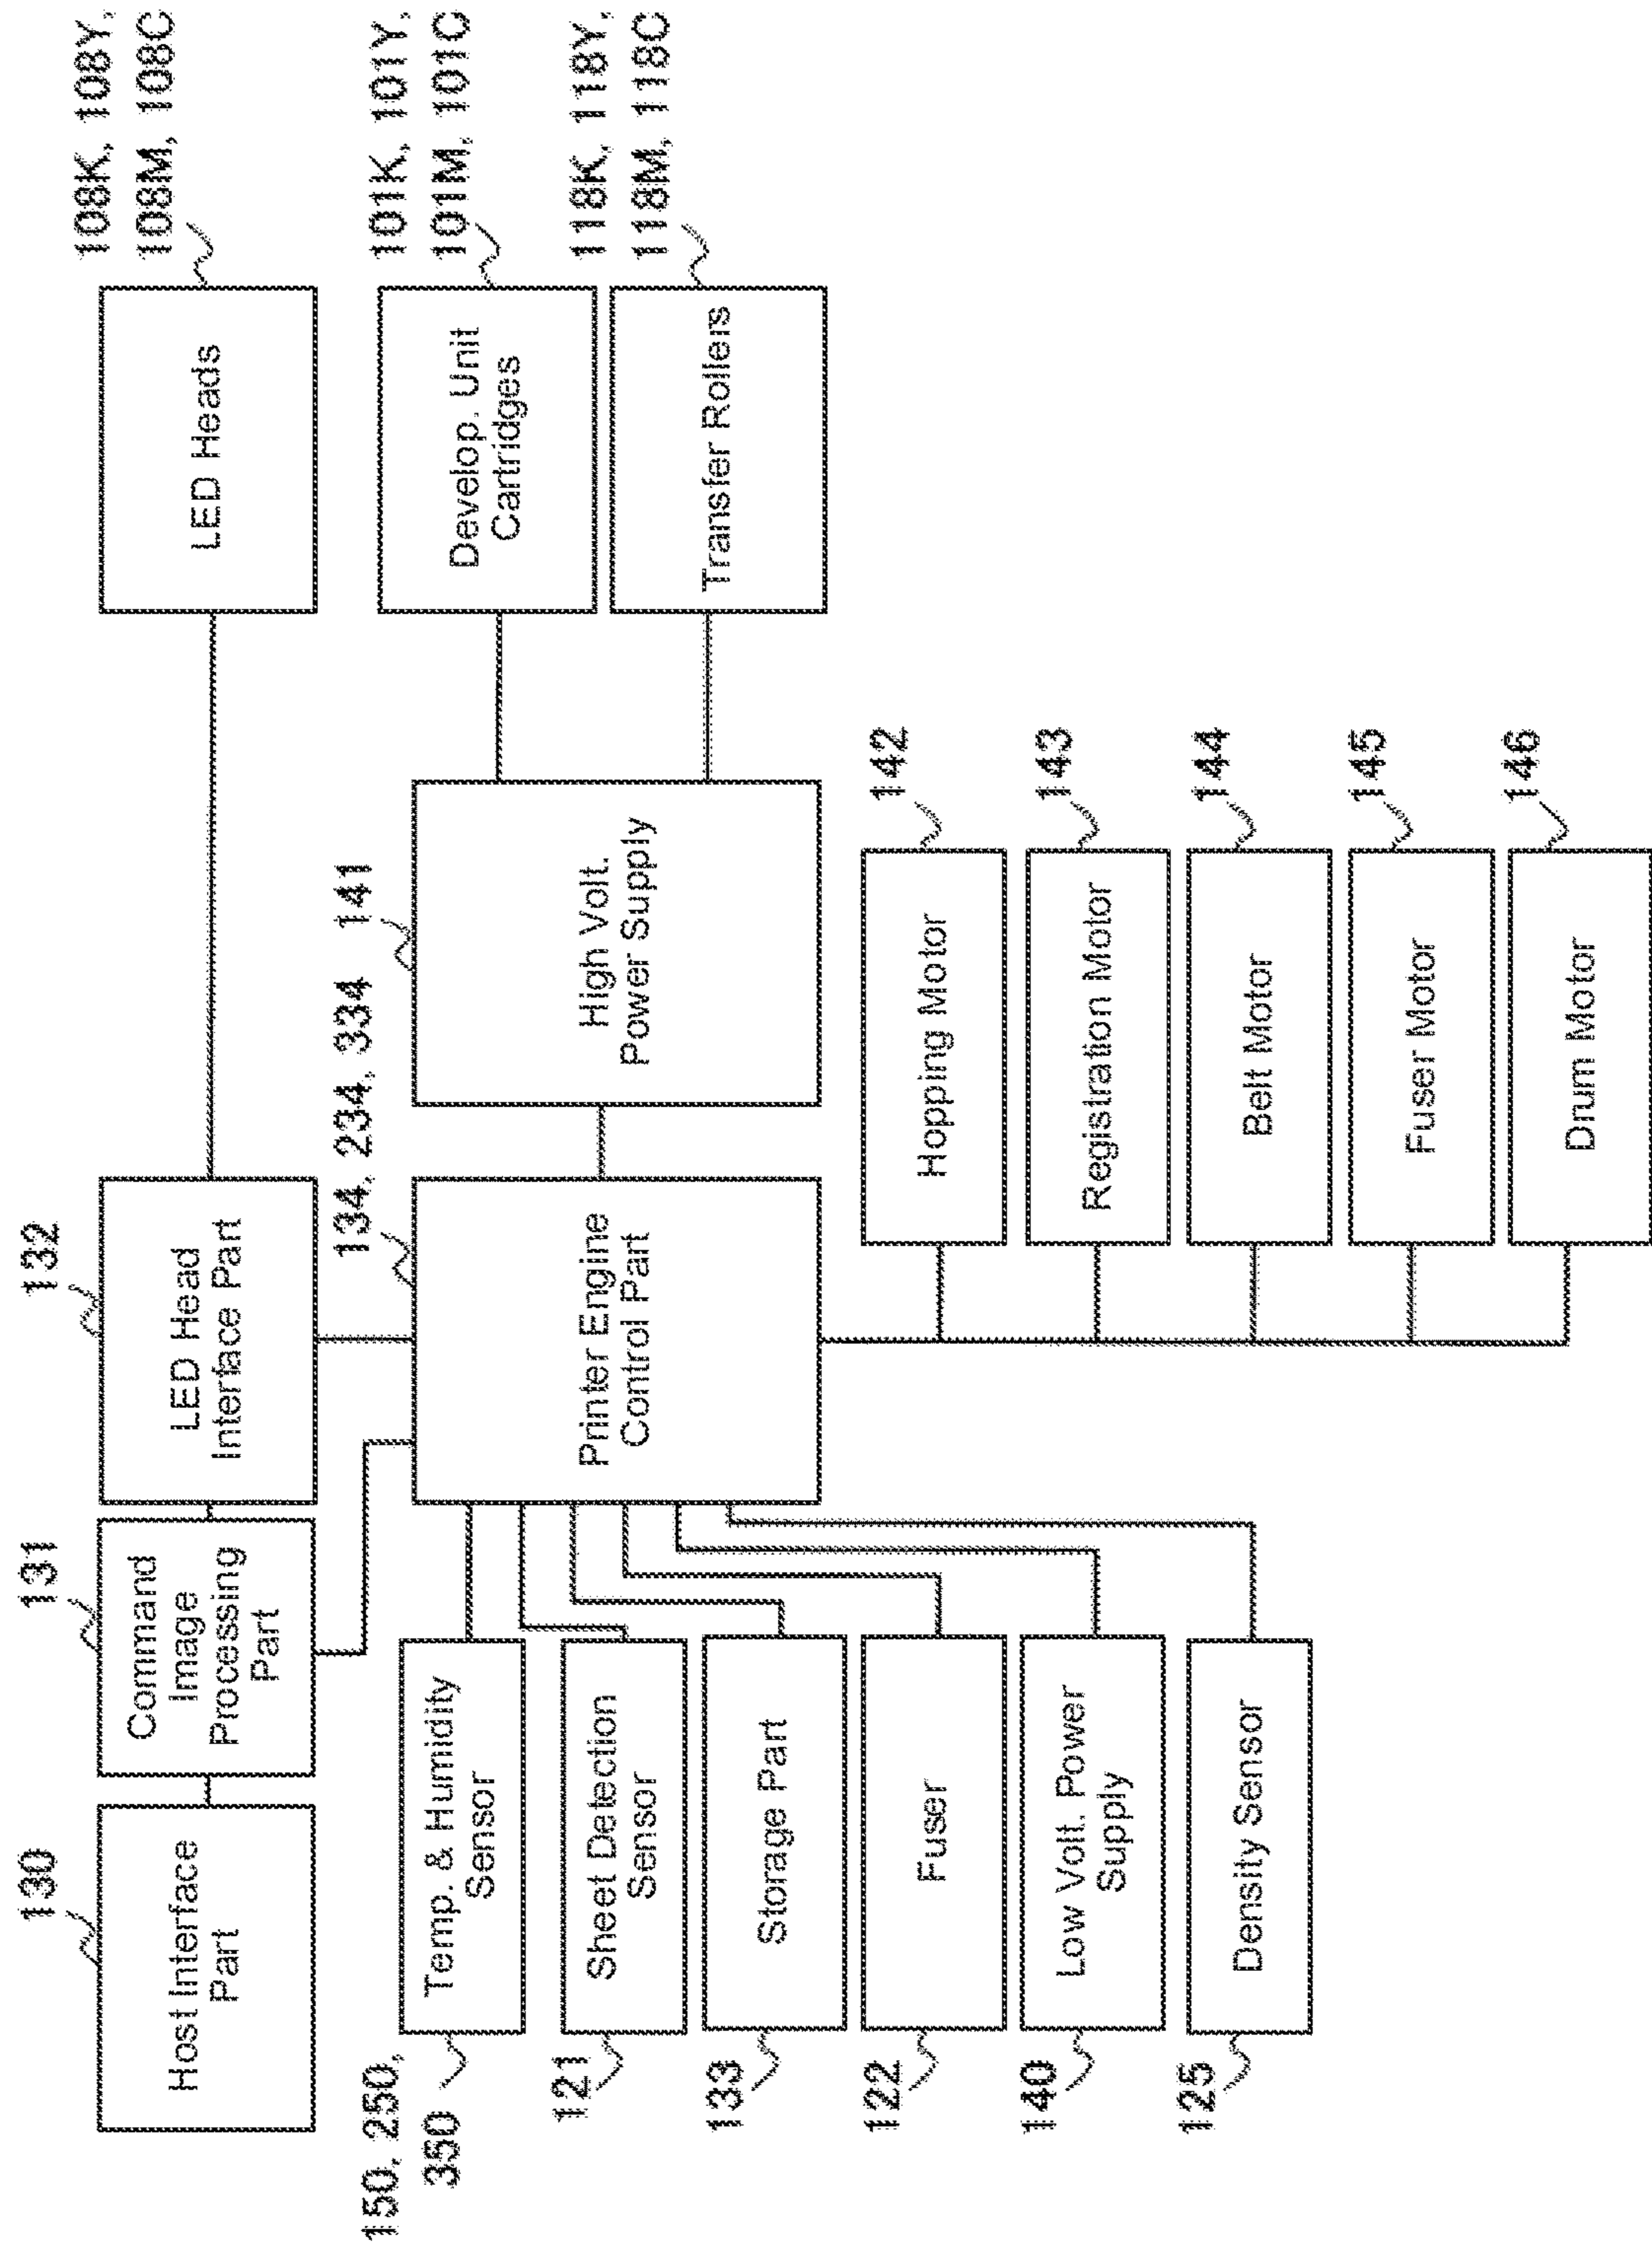 130
Host Interface
Part
131
Command
Image
Processing
Part
132
LED Head
Interface Part
LED Heads
108K, 108Y,
108M, 108C
150, 250,
350
Temp. & Humidity
Sensor
121
Sheet Detection
Sensor
133
Storage Part
122
Fuser
140
Low Volt. Power
Supply
125
Density Sensor
134, 234, 334
Printer Engine
Control Part
141
High Volt.
Power Supply
Develop. Unit
Cartridges
101K, 101Y,
101M, 101C
Transfer Rollers
118K, 118Y,
118M, 118C
Hopping Motor
142
Registration Motor
143
Belt Motor
144
Fuser Motor
145
Drum Motor
146